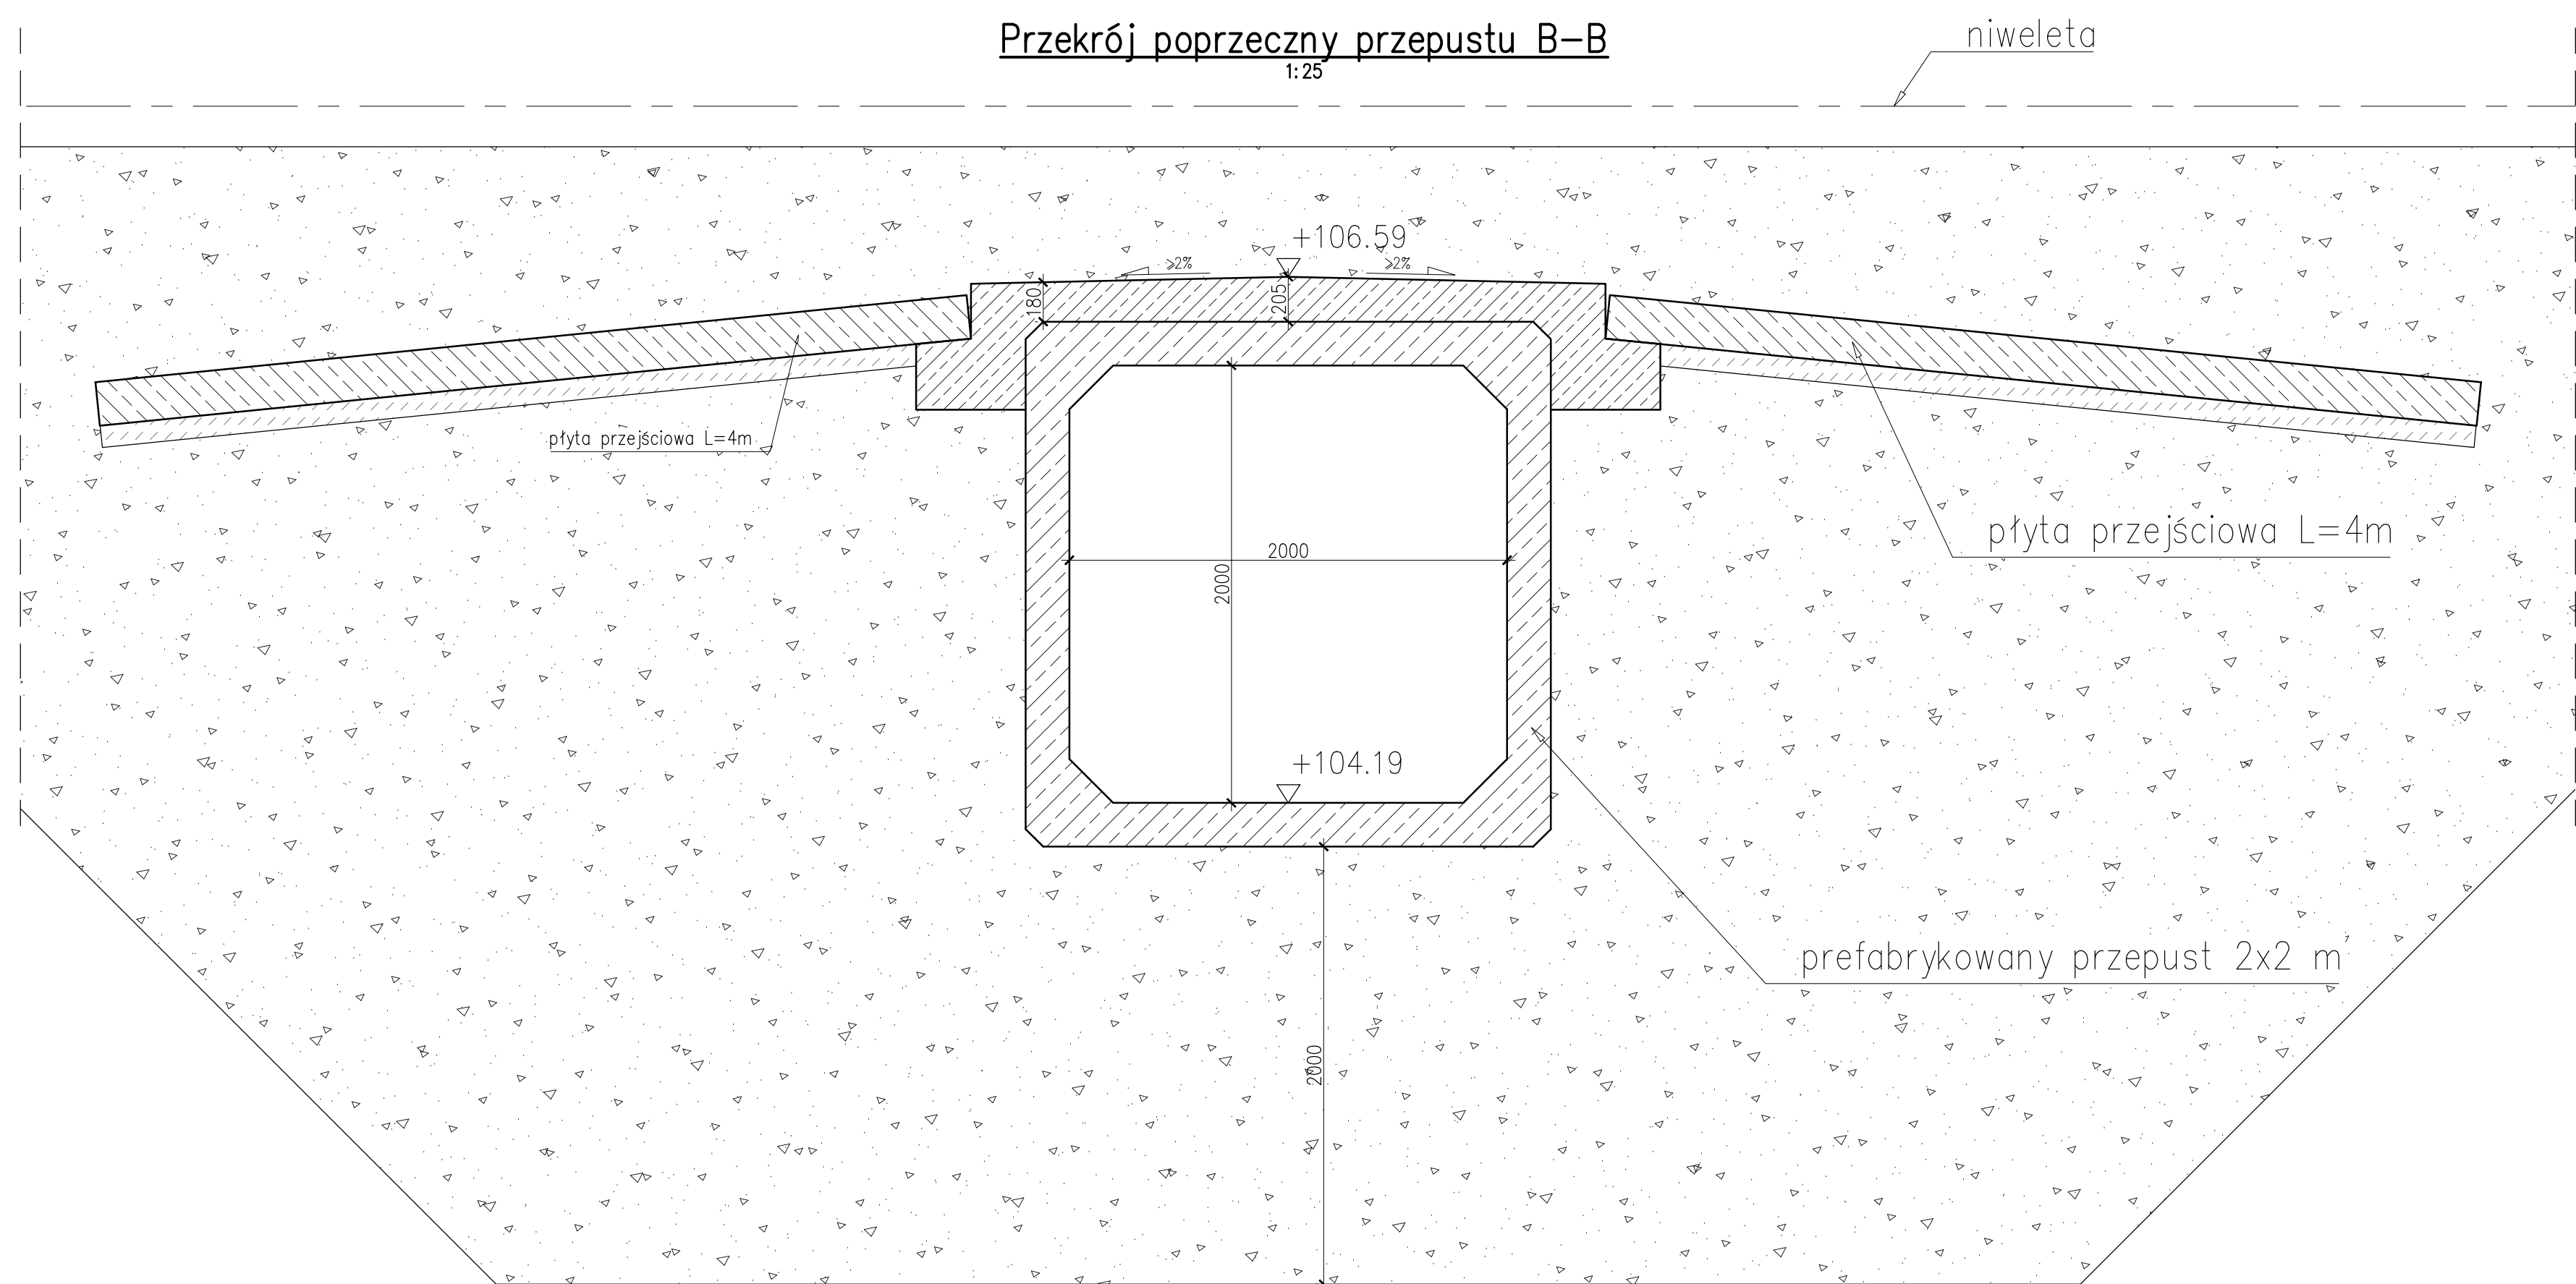 Przekrój poprzeczny przepustu B-B
1:25
niweleta
+106.59
≥2%
≥2%
180
205
płyta przejściowa L=4m
płyta przejściowa L=4m
2000
2000
+104.19
prefabrykowany przepust 2x2 m
2000